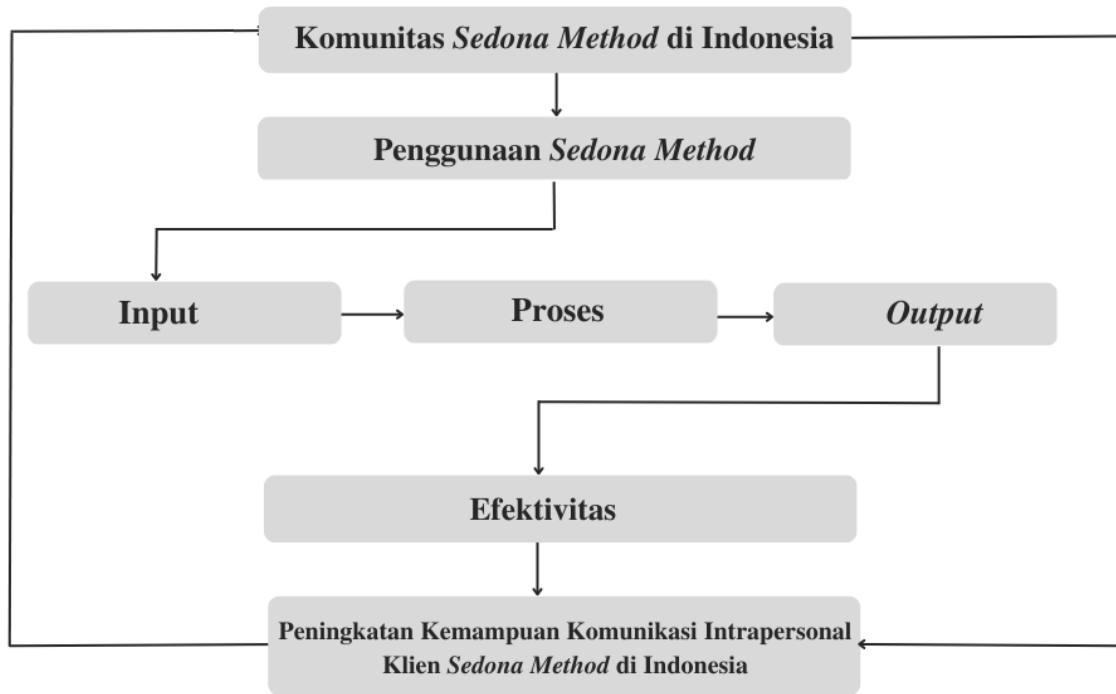 Komunitas Sedona Method di Indonesia
Penggunaan Sedona Method
Input
Proses
Output
Efektivitas
Peningkatan Kemampuan Komunikasi Intrapersonal
Klien Sedona Method di Indonesia